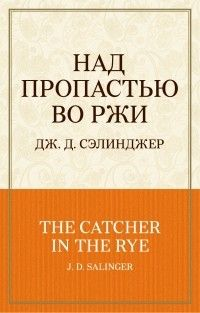 НАД
ПРОПАСТЬЮ
ВО РЖИ
ДЖ. Д. СЭЛИНДЖЕР
THE CATCHER
IN THE RYE
J. D. SALINGER